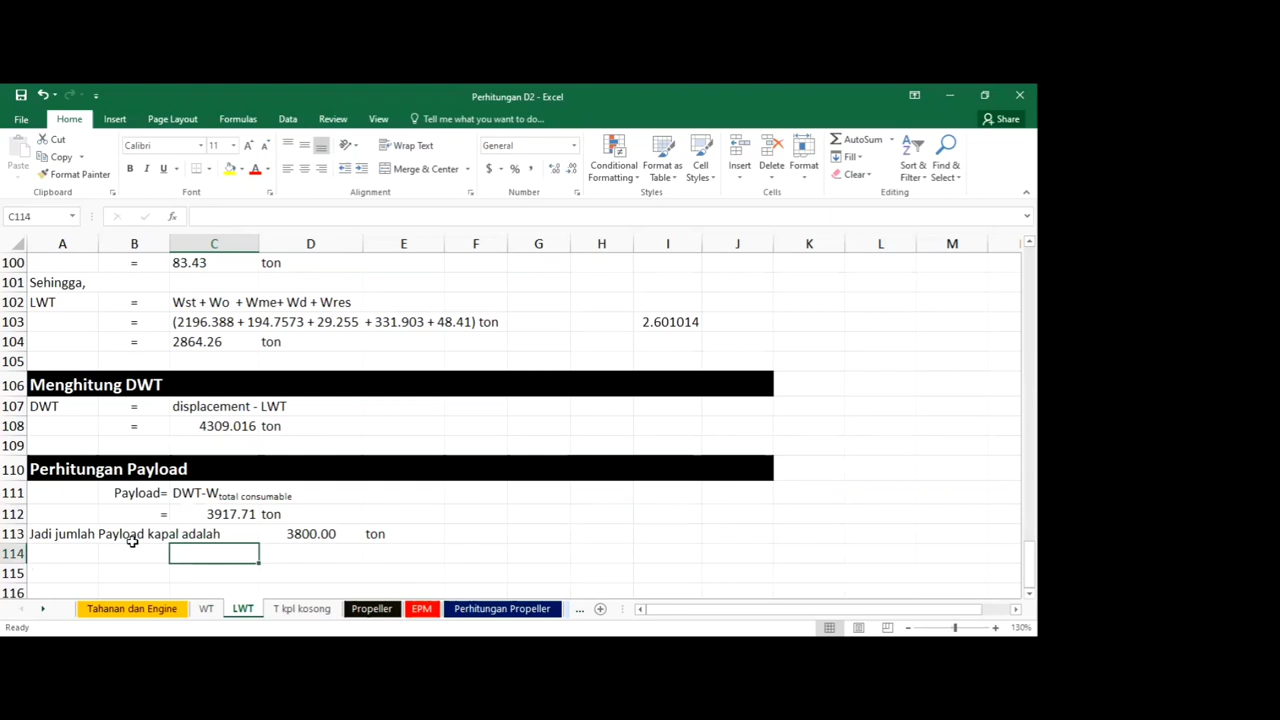 Perhitungan D2 - Excel
File Home Insert Page Layout Formulas Data Review View Tell me what you want to do... Share
Paste Cut Calibri 11 Wrap Text General Conditional Formatting Format as Table Cell Styles Insert Delete Format AutoSum Sort & Filter Find & Select
Copy Merge & Center $ % , Fill
Format Painter B I U A Clear
Clipboard Font Alignment Number Styles Cells Editing
C114 fx
A B C D E F G H I J K L M
100 = 83.43 ton
101 Sehingga,
102 LWT = Wst + Wo + Wme+ Wd + Wres
103 = (2196.388 + 194.7573 + 29.255 + 331.903 + 48.41) ton 2.601014
104 = 2864.26 ton
105
106 Menghitung DWT
107 DWT = displacement - LWT
108 = 4309.016 ton
109
110 Perhitungan Payload
111 Payload= DWT-Wtotal consumable
112 = 3917.71 ton
113 Jadi jumlah Payload kapal adalah 3800.00 ton
114
115
116
Tahanan dan Engine WT LWT T kpl kosong Propeller EPM Perhitungan Propeller ...
Ready 130%